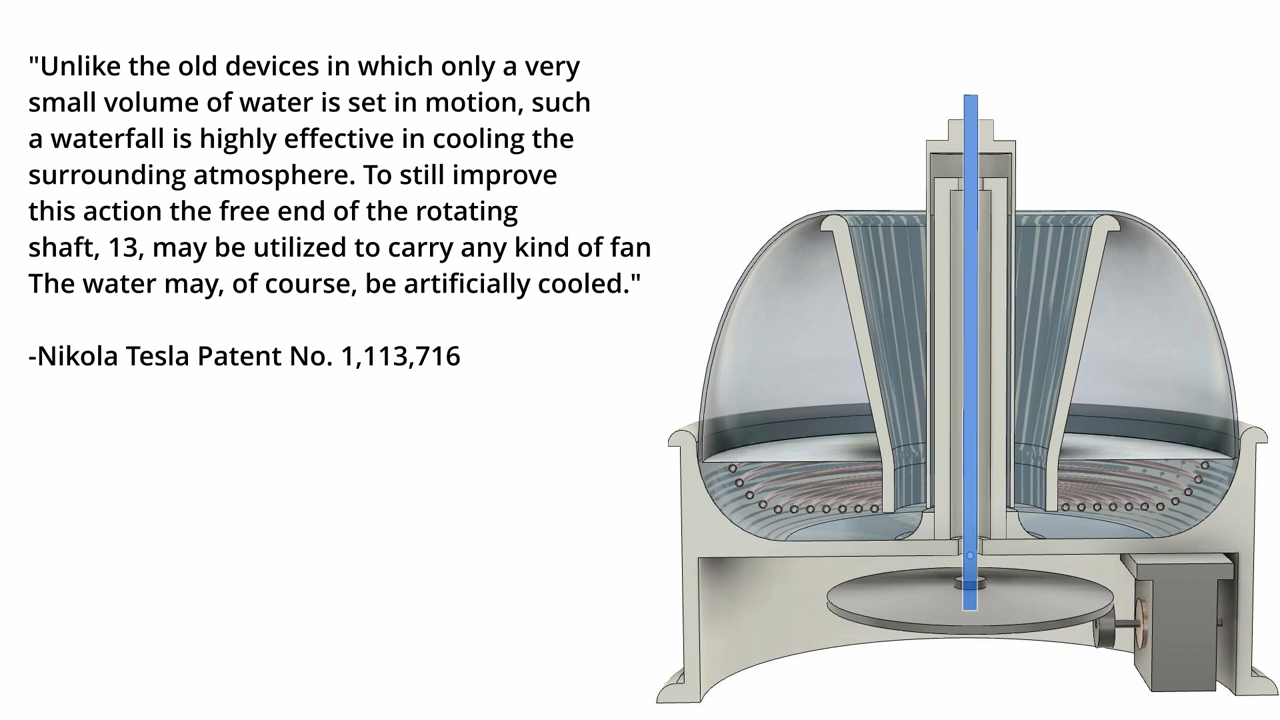 "Unlike the old devices in which only a very
small volume of water is set in motion, such
a waterfall is highly effective in cooling the
surrounding atmosphere. To still improve
this action the free end of the rotating
shaft, 13, may be utilized to carry any kind of fan
The water may, of course, be artificially cooled."
-Nikola Tesla Patent No. 1,113,716